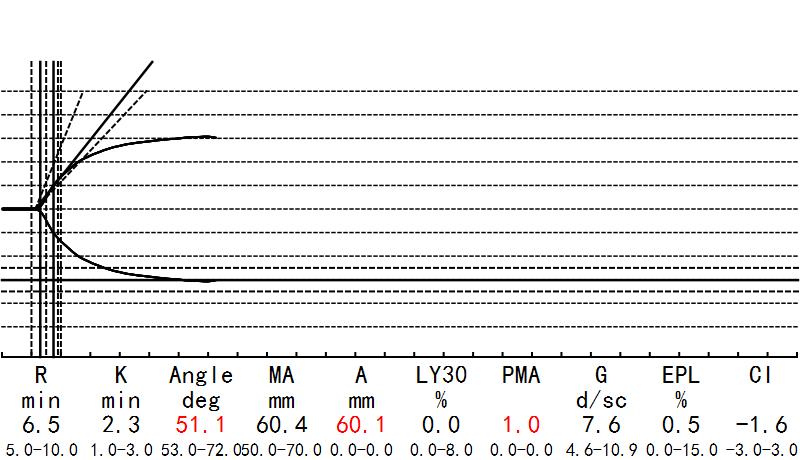 R K Angle MA A LY30 PMA G EPL CI
min min deg mm mm % d/sc %
6.5 2.3 51.1 60.4 60.1 0.0 1.0 7.6 0.5 -1.6
5.0-10.0 1.0-3.0 53.0-72.0 50.0-70.0 0.0-0.0 0.0-8.0 0.0-0.0 4.6-10.9 0.0-15.0 -3.0-3.0